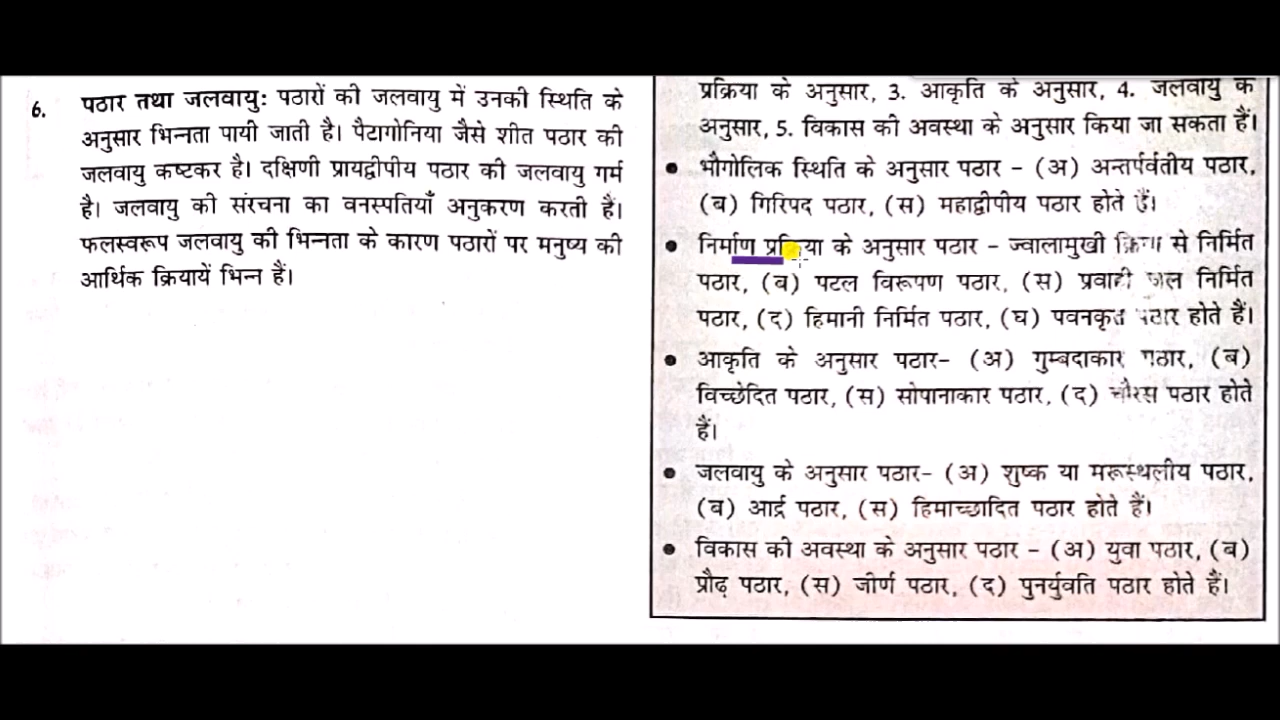 6. पठार तथा जलवायु: पठारों की जलवायु में उनकी स्थिति के
अनुसार भिन्नता पायी जाती है। पैटागोनिया जैसे शीत पठार की
जलवायु कष्टकर है। दक्षिणी प्रायद्वीपीय पठार की जलवायु गर्म
है। जलवायु की संरचना का वनस्पतियाँ अनुकरण करती हैं।
फलस्वरूप जलवायु की भिन्नता के कारण पठारों पर मनुष्य की
आर्थिक क्रियायें भिन्न हैं।
प्रक्रिया के अनुसार, 3. आकृति के अनुसार, 4. जलवायु के
अनुसार, 5. विकास की अवस्था के अनुसार किया जा सकता हैं।
• भौगोलिक स्थिति के अनुसार पठार - (अ) अन्तर्पर्वतीय पठार,
(ब) गिरिपद पठार, (स) महाद्वीपीय पठार होते हैं।
• निर्माण प्रक्रिया के अनुसार पठार - ज्वालामुखी क्रिया से निर्मित
पठार, (ब) पटल विरूपण पठार, (स) प्रवाही जल निर्मित
पठार, (द) हिमानी निर्मित पठार, (घ) पवनकृत पठार होते हैं।
• आकृति के अनुसार पठार- (अ) गुम्बदाकार पठार, (ब)
विच्छेदित पठार, (स) सोपानाकार पठार, (द) चौरस पठार होते
हैं।
• जलवायु के अनुसार पठार- (अ) शुष्क या मरूस्थलीय पठार,
(ब) आर्द्र पठार, (स) हिमाच्छादित पठार होते हैं।
• विकास की अवस्था के अनुसार पठार - (अ) युवा पठार, (ब)
प्रौढ़ पठार, (स) जीर्ण पठार, (द) पुनर्युवति पठार होते हैं।